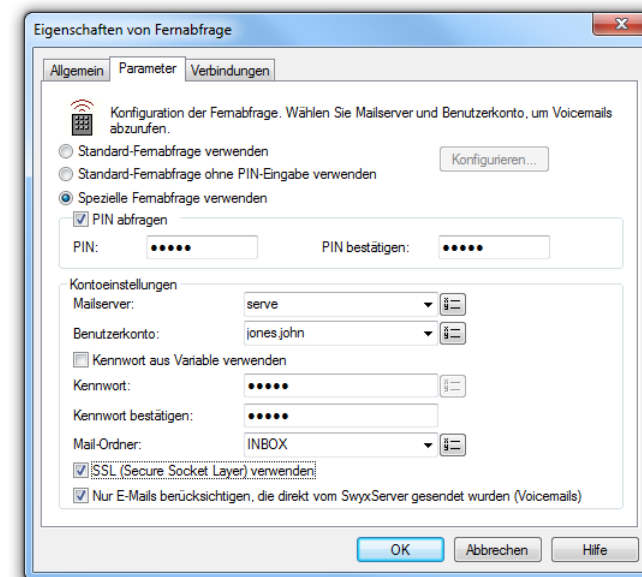 Eigenschaften von Fernabfrage
Allgemein Parameter Verbindungen
Konfiguration der Fernabfrage. Wählen Sie Mailserver und Benutzerkonto, um Voicemails
abzurufen.
Standard-Fernabfrage verwenden
Konfigurieren...
Standard-Fernabfrage ohne PIN-Eingabe verwenden
Spezielle Fernabfrage verwenden
PIN abfragen
PIN: ●●●●● PIN bestätigen: ●●●●●
Kontoeinstellungen
Mailserver: serve
Benutzerkonto: jones.john
Kennwort aus Variable verwenden
Kennwort: ●●●●●
Kennwort bestätigen: ●●●●●
Mail-Ordner: INBOX
SSL (Secure Socket Layer) verwenden
Nur E-Mails berücksichtigen, die direkt vom SwyxServer gesendet wurden (Voicemails)
OK Abbrechen Hilfe